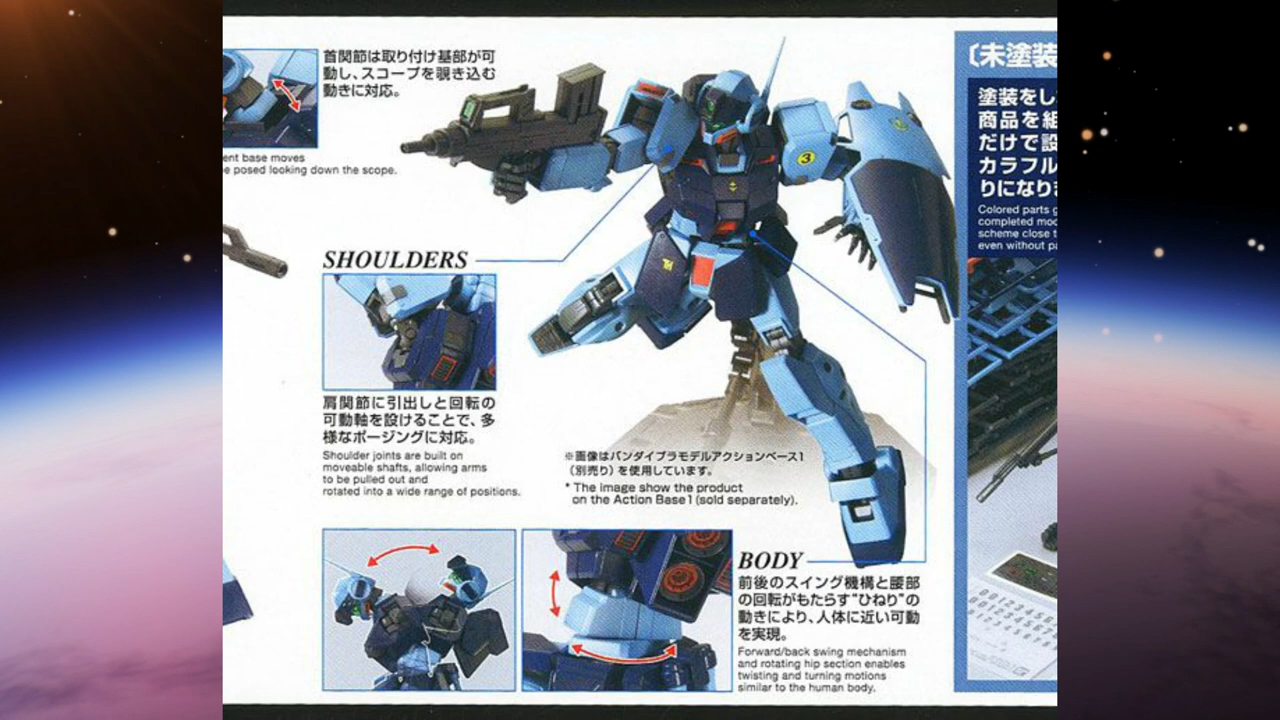 首関節は取り付け基部が可
動し、スコープを覗き込む
動きに対応。
ent base moves
e posed looking down the scope.
SHOULDERS
肩関節に引出しと回転の
可動軸を設けることで、多
様なポージングに対応。
Shoulder joints are built on
moveable shafts, allowing arms
to be pulled out and
rotated into a wide range of positions.
3
※画像はバンダイプラモデルアクションベース1
（別売り）を使用しています。
* The image show the product
on the Action Base1 (sold separately).
BODY
前後のスイング機構と腰部
の回転がもたらす"ひねり"の
動きにより、人体に近い可動
を実現。
Forward/back swing mechanism
and rotating hip section enables
twisting and turning motions
similar to the human body.
〔未塗装
塗装をし
商品を組
だけで設
カラフル
りになりま
Colored parts g
completed mod
scheme close t
even without pa